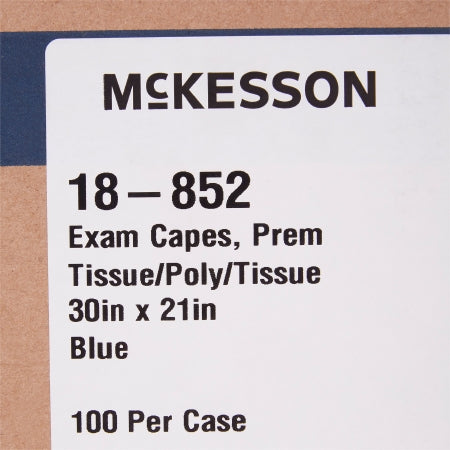 McKESSON
18 – 852
Exam Capes, Prem
Tissue/Poly/Tissue
30in x 21in
Blue
100 Per Case